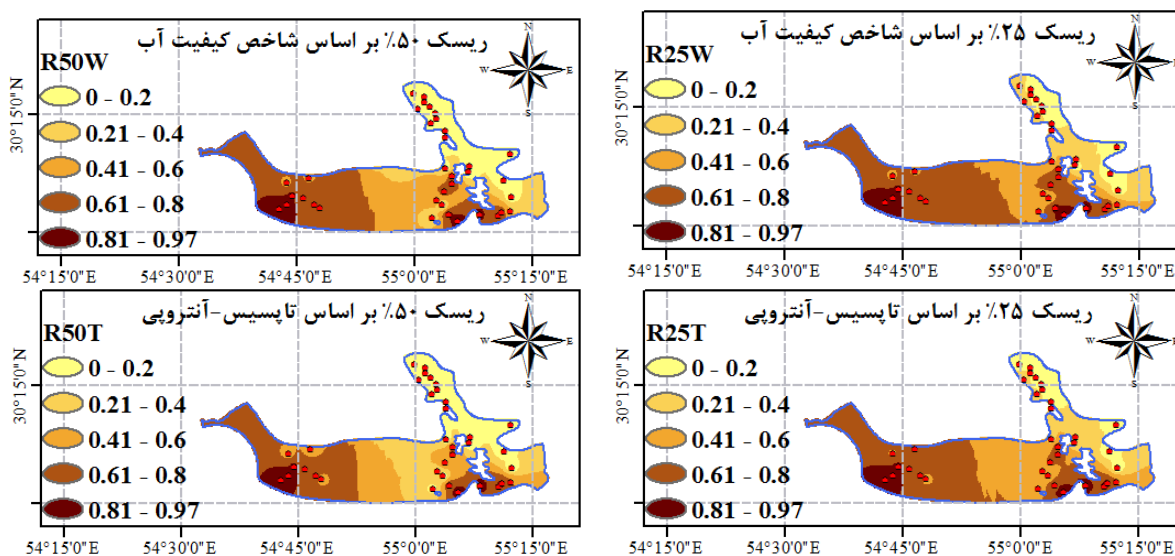 ریسک ۵۰٪ بر اساس شاخص کیفیت آب
R50W
0 - 0.2
0.21 - 0.4
0.41 - 0.6
0.61 - 0.8
0.81 - 0.97
30°15'0" N
N
W E
S
54°15'0"E 54°30'0"E 54°45'0"E 55°0'0"E 55°15'0"E
ریسک ۲۵٪ بر اساس شاخص کیفیت آب
R25W
0 - 0.2
0.21 - 0.4
0.41 - 0.6
0.61 - 0.8
0.81 - 0.97
30°15'0" N
N
W E
S
54°15'0"E 54°30'0"E 54°45'0"E 55°0'0"E 55°15'0"E
ریسک ۵۰٪ بر اساس تاپسیس-آنتروپی
R50T
0 - 0.2
0.21 - 0.4
0.41 - 0.6
0.61 - 0.8
0.81 - 0.97
30°15'0" N
N
W E
S
54°15'0"E 54°30'0"E 54°45'0"E 55°0'0"E 55°15'0"E
ریسک ۲۵٪ بر اساس تاپسیس-آنتروپی
R25T
0 - 0.2
0.21 - 0.4
0.41 - 0.6
0.61 - 0.8
0.81 - 0.97
30°15'0" N
N
W E
S
54°15'0"E 54°30'0"E 54°45'0"E 55°0'0"E 55°15'0"E